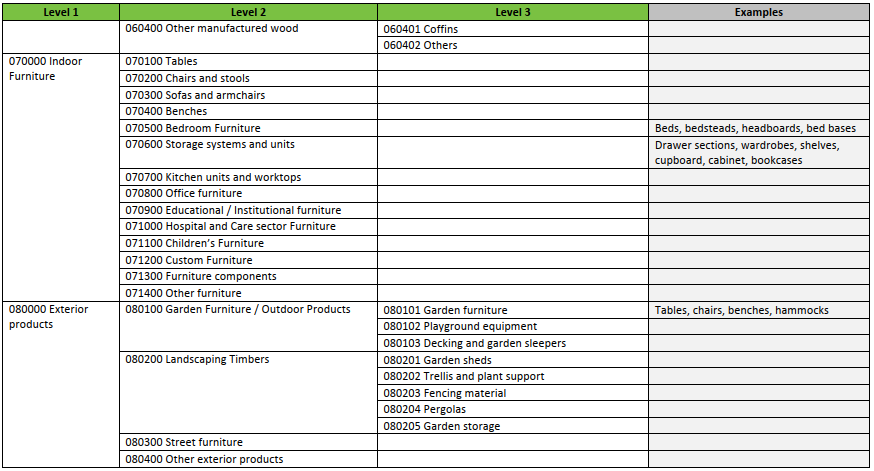 Level 1 Level 2 Level 3 Examples
060400 Other manufactured wood 060401 Coffins
060402 Others
070000 Indoor 070100 Tables
Furniture 070200 Chairs and stools
070300 Sofas and armchairs
070400 Benches
070500 Bedroom Furniture Beds, bedsteads, headboards, bed bases
070600 Storage systems and units Drawer sections, wardrobes, shelves,
cupboard, cabinet, bookcases
070700 Kitchen units and worktops
070800 Office furniture
070900 Educational / Institutional furniture
071000 Hospital and Care sector Furniture
071100 Children’s Furniture
071200 Custom Furniture
071300 Furniture components
071400 Other furniture
080000 Exterior 080100 Garden Furniture / Outdoor Products 080101 Garden furniture Tables, chairs, benches, hammocks
products 080102 Playground equipment
080103 Decking and garden sleepers
080200 Landscaping Timbers 080201 Garden sheds
080202 Trellis and plant support
080203 Fencing material
080204 Pergolas
080205 Garden storage
080300 Street furniture
080400 Other exterior products